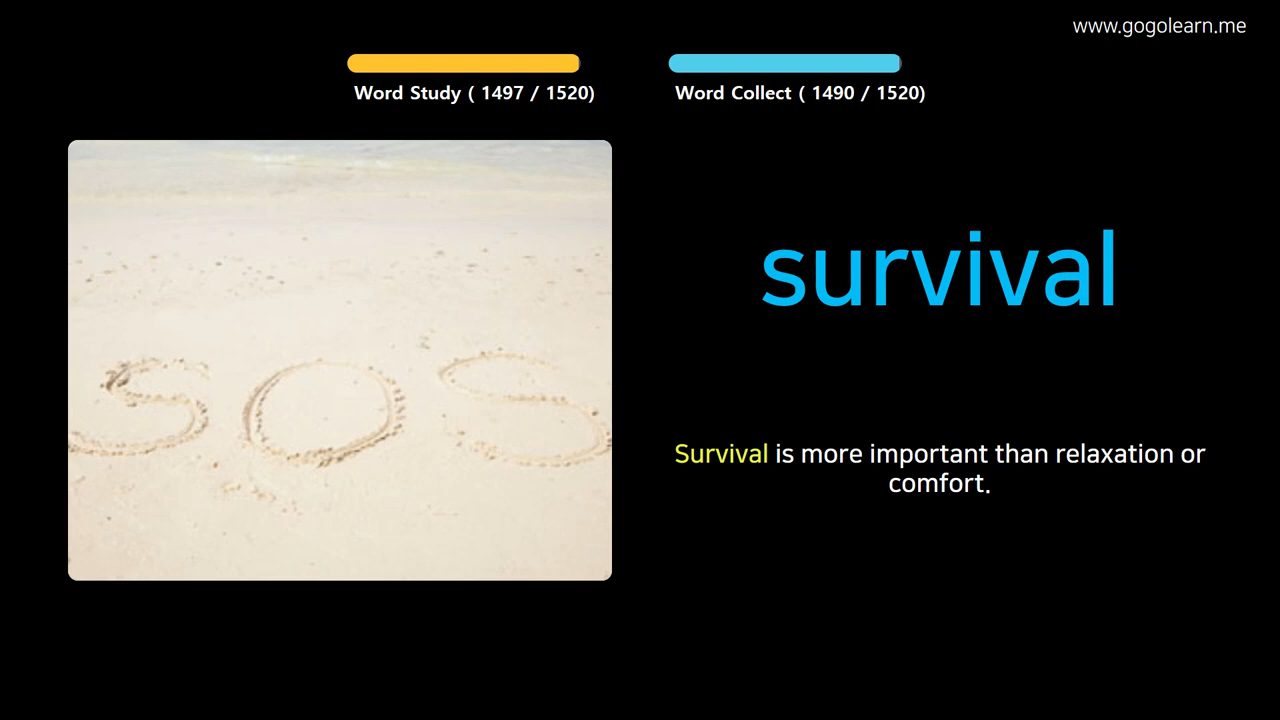 www.gogolearn.me
Word Study ( 1497 / 1520)
Word Collect ( 1490 / 1520)
SOS
survival
Survival is more important than relaxation or
comfort.